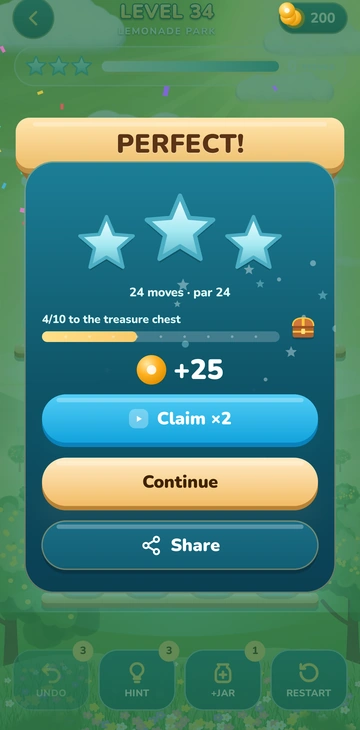 LEVEL 34
LEMONADE PARK
200
PERFECT!
24 moves · par 24
4/10 to the treasure chest
+25
Claim ×2
Continue
Share
3
3
1
UNDO
HINT
+JAR
RESTART